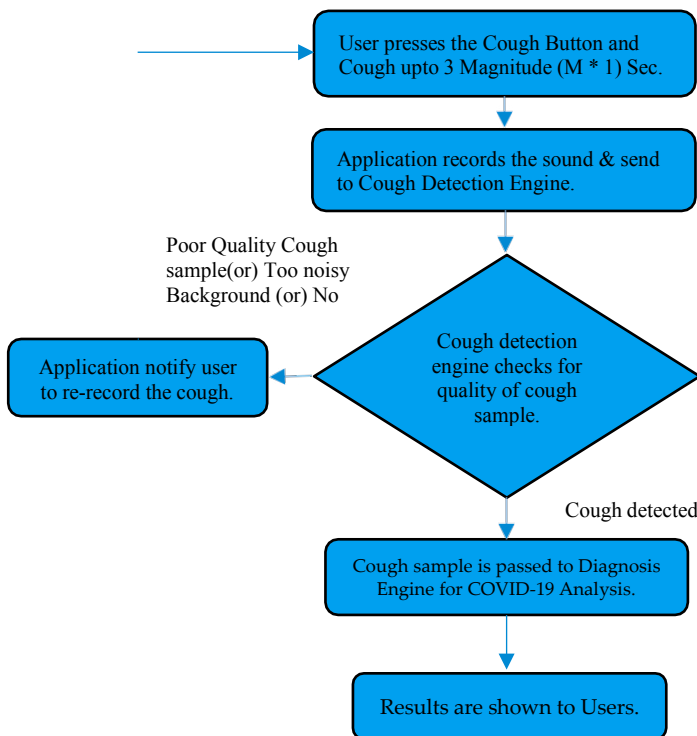 User presses the Cough Button and
Cough upto 3 Magnitude (M * 1) Sec.
Application records the sound & send
to Cough Detection Engine.
Poor Quality Cough
sample(or) Too noisy
Background (or) No
Cough detection
engine checks for
quality of cough
sample.
Application notify user
to re-record the cough.
Cough detected
Cough sample is passed to Diagnosis
Engine for COVID-19 Analysis.
Results are shown to Users.